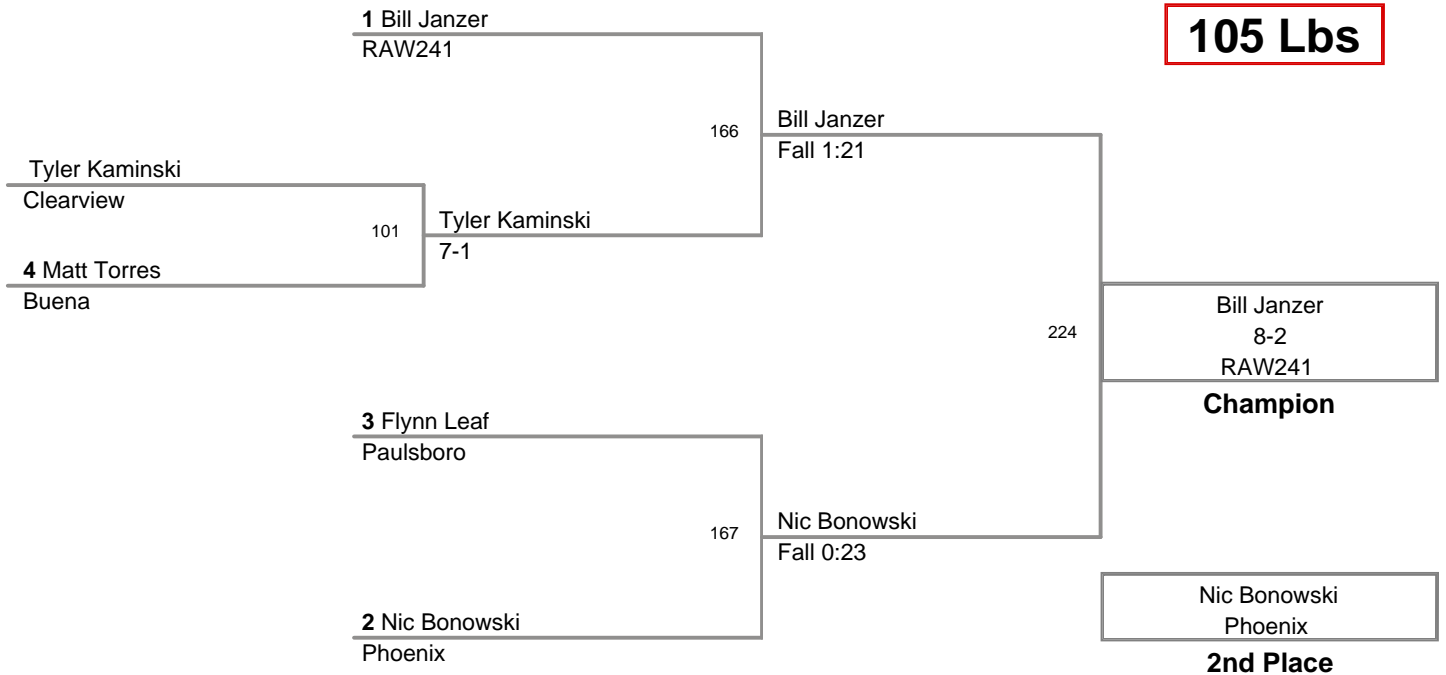 105 Lbs
1 Bill Janzer
RAW241
166
Bill Janzer
Fall 1:21
Tyler Kaminski
Clearview
101
Tyler Kaminski
7-1
4 Matt Torres
Buena
224
Bill Janzer
8-2
RAW241
Champion
3 Flynn Leaf
Paulsboro
167
Nic Bonowski
Fall 0:23
2 Nic Bonowski
Phoenix
Nic Bonowski
Phoenix
2nd Place